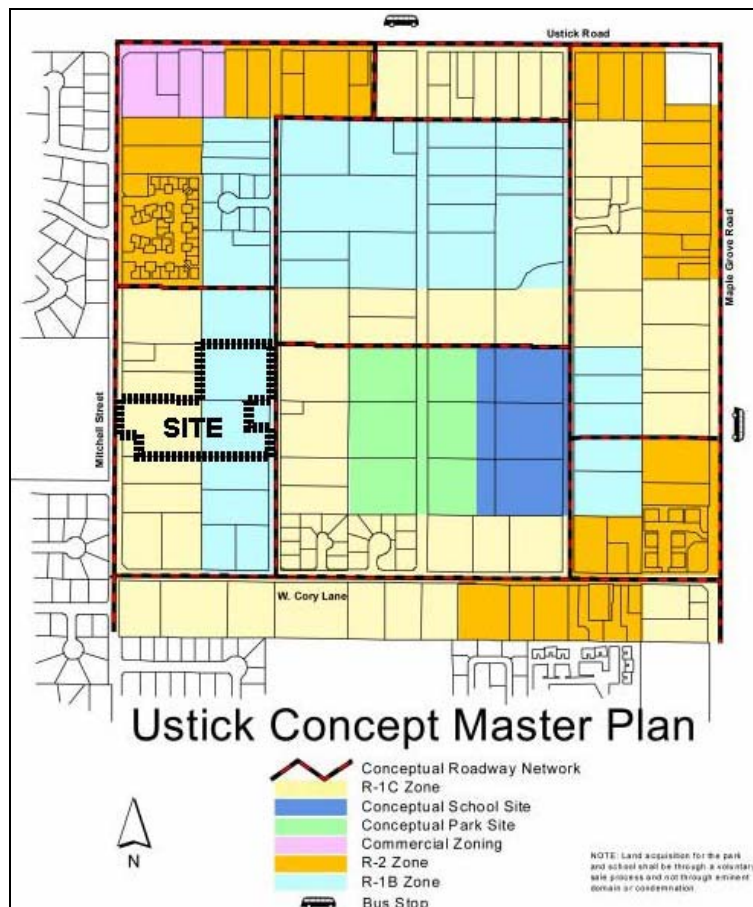 Ustick Road
Maple Grove Road
Mitchell Street
SITE
W. Cory Lane
Ustick Concept Master Plan
Conceptual Roadway Network
R-1C Zone
Conceptual School Site
Conceptual Park Site
Commercial Zoning
R-2 Zone
R-1B Zone
Bus Stop
N
NOTE: Land acquisition for the park
and school shall be through a voluntary
sale process and not through eminent
domain or condemnation.